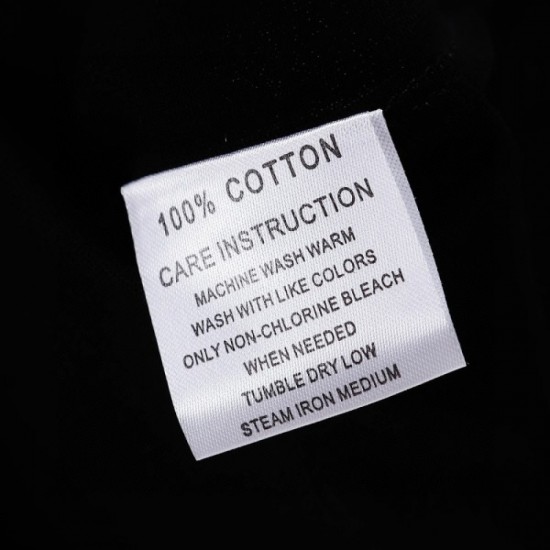 100% COTTON
CARE INSTRUCTION
MACHINE WASH WARM
WASH WITH LIKE COLORS
ONLY NON-CHLORINE BLEACH
WHEN NEEDED
TUMBLE DRY LOW
STEAM IRON MEDIUM